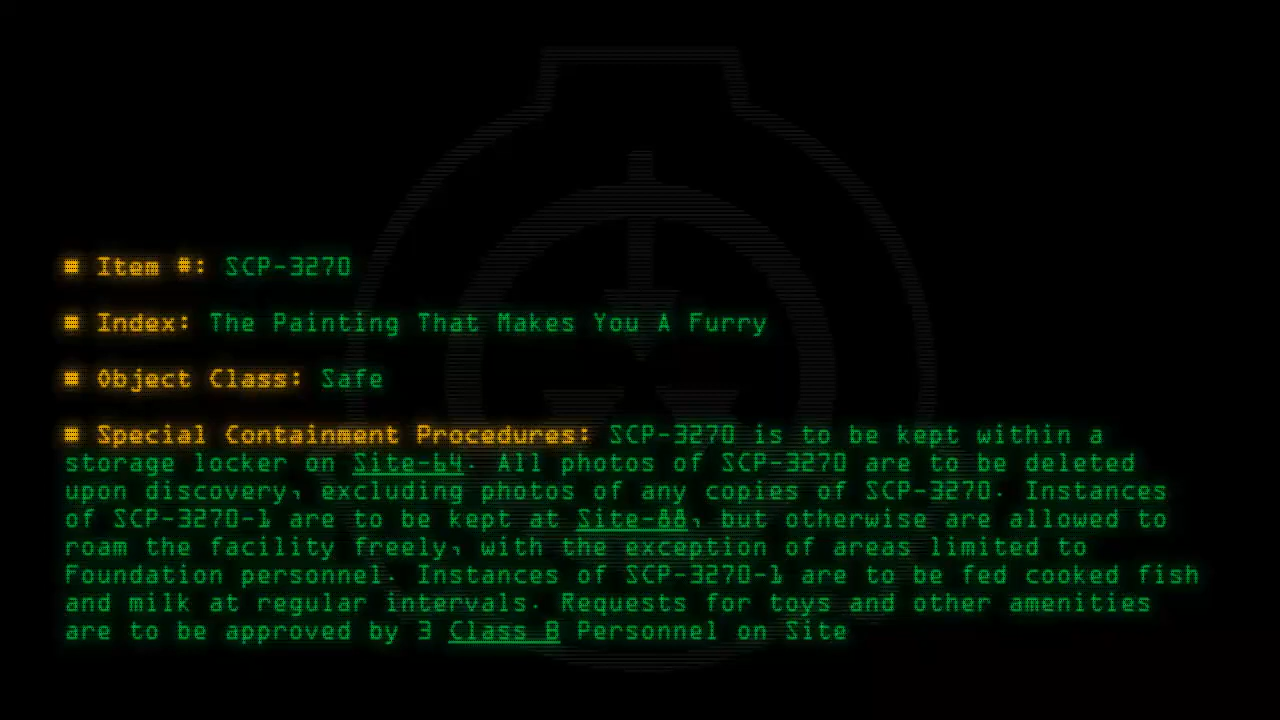 ■ Item #: SCP-3270
■ Index: The Painting That Makes You A Furry
■ Object Class: Safe
■ Special Containment Procedures: SCP-3270 is to be kept within a
storage locker on Site-64. All photos of SCP-3270 are to be deleted
upon discovery, excluding photos of any copies of SCP-3270. Instances
of SCP-3270-1 are to be kept at Site-88, but otherwise are allowed to
roam the facility freely, with the exception of areas limited to
Foundation personnel. Instances of SCP-3270-1 are to be fed cooked fish
and milk at regular intervals. Requests for toys and other amenities
are to be approved by 3 Class B Personnel on Site